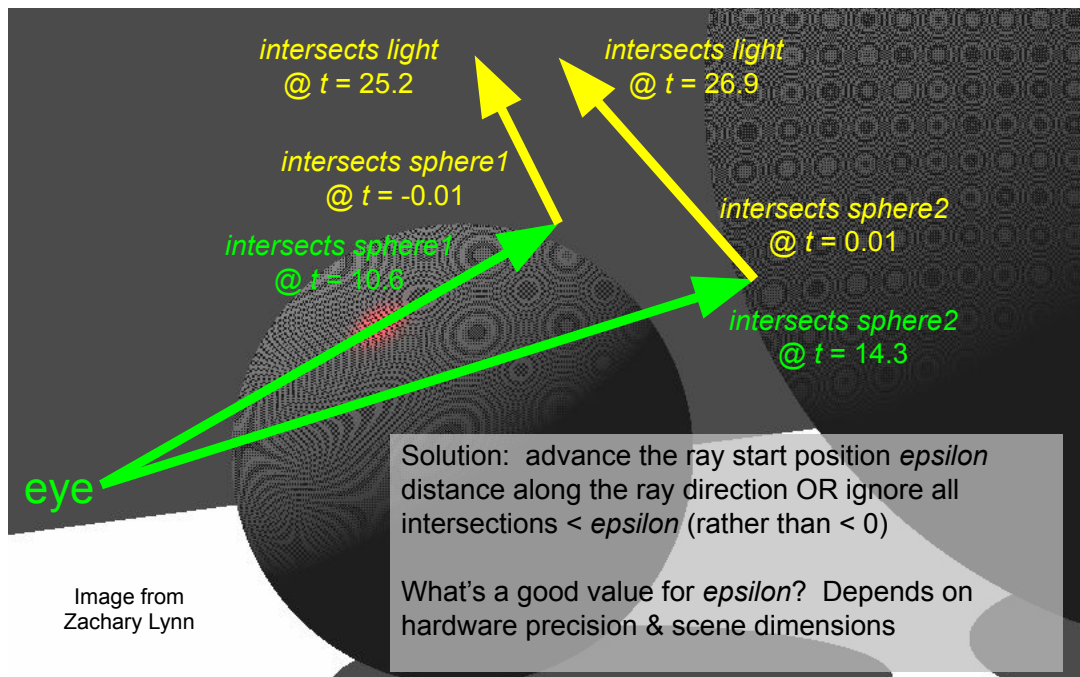 intersects light
@ t = 25.2
intersects light
@ t = 26.9
intersects sphere1
@ t = -0.01
intersects sphere2
@ t = 0.01
intersects sphere1
@ t = 10.6
intersects sphere2
@ t = 14.3
eye
Solution:  advance the ray start position epsilon
distance along the ray direction OR ignore all
intersections < epsilon (rather than < 0)
What’s a good value for epsilon?  Depends on
hardware precision & scene dimensions
Image from
Zachary Lynn